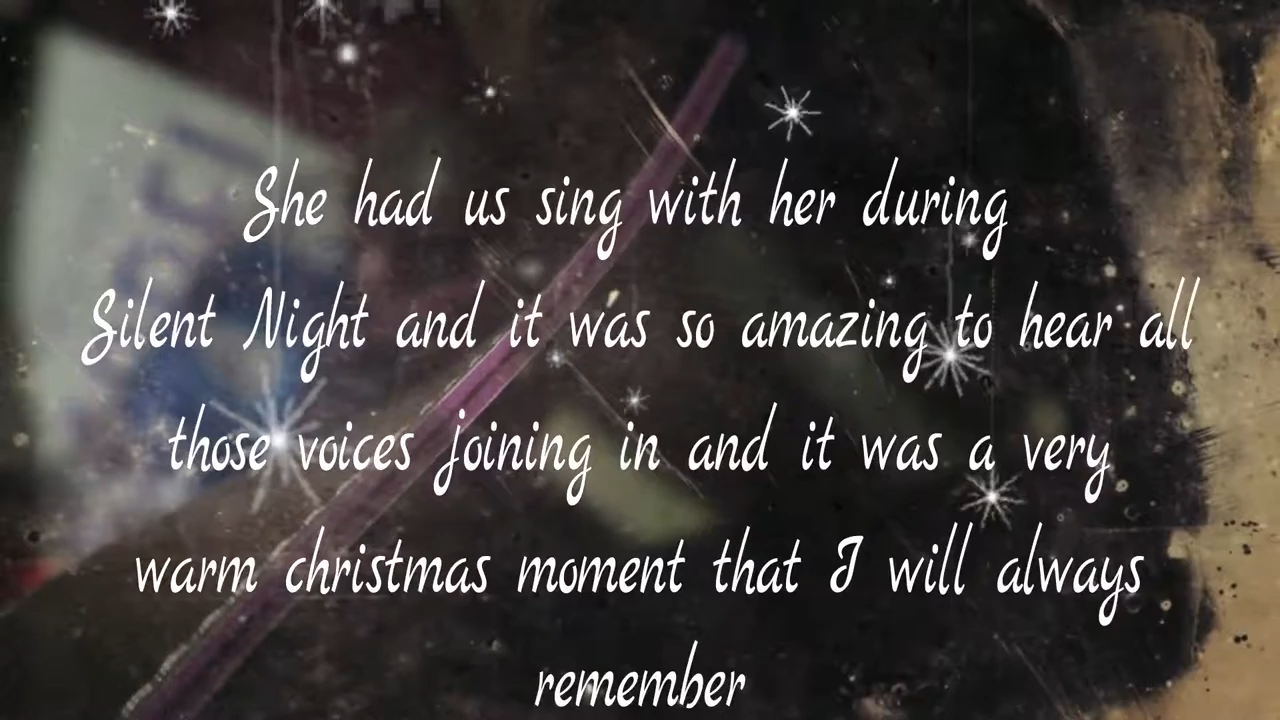 She had us sing with her during
Silent Night and it was so amazing to hear all
those voices joining in and it was a very
warm christmas moment that I will always
remember